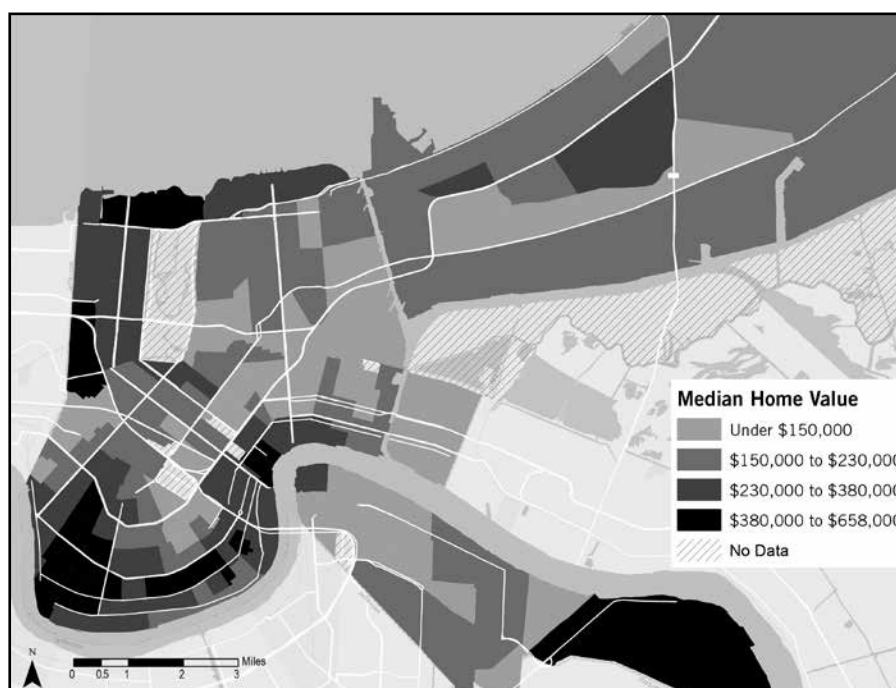 Median Home Value
Under $150,000
$150,000 to $230,000
$230,000 to $380,000
$380,000 to $658,000
No Data
N
Miles
0 0.5 1 2 3